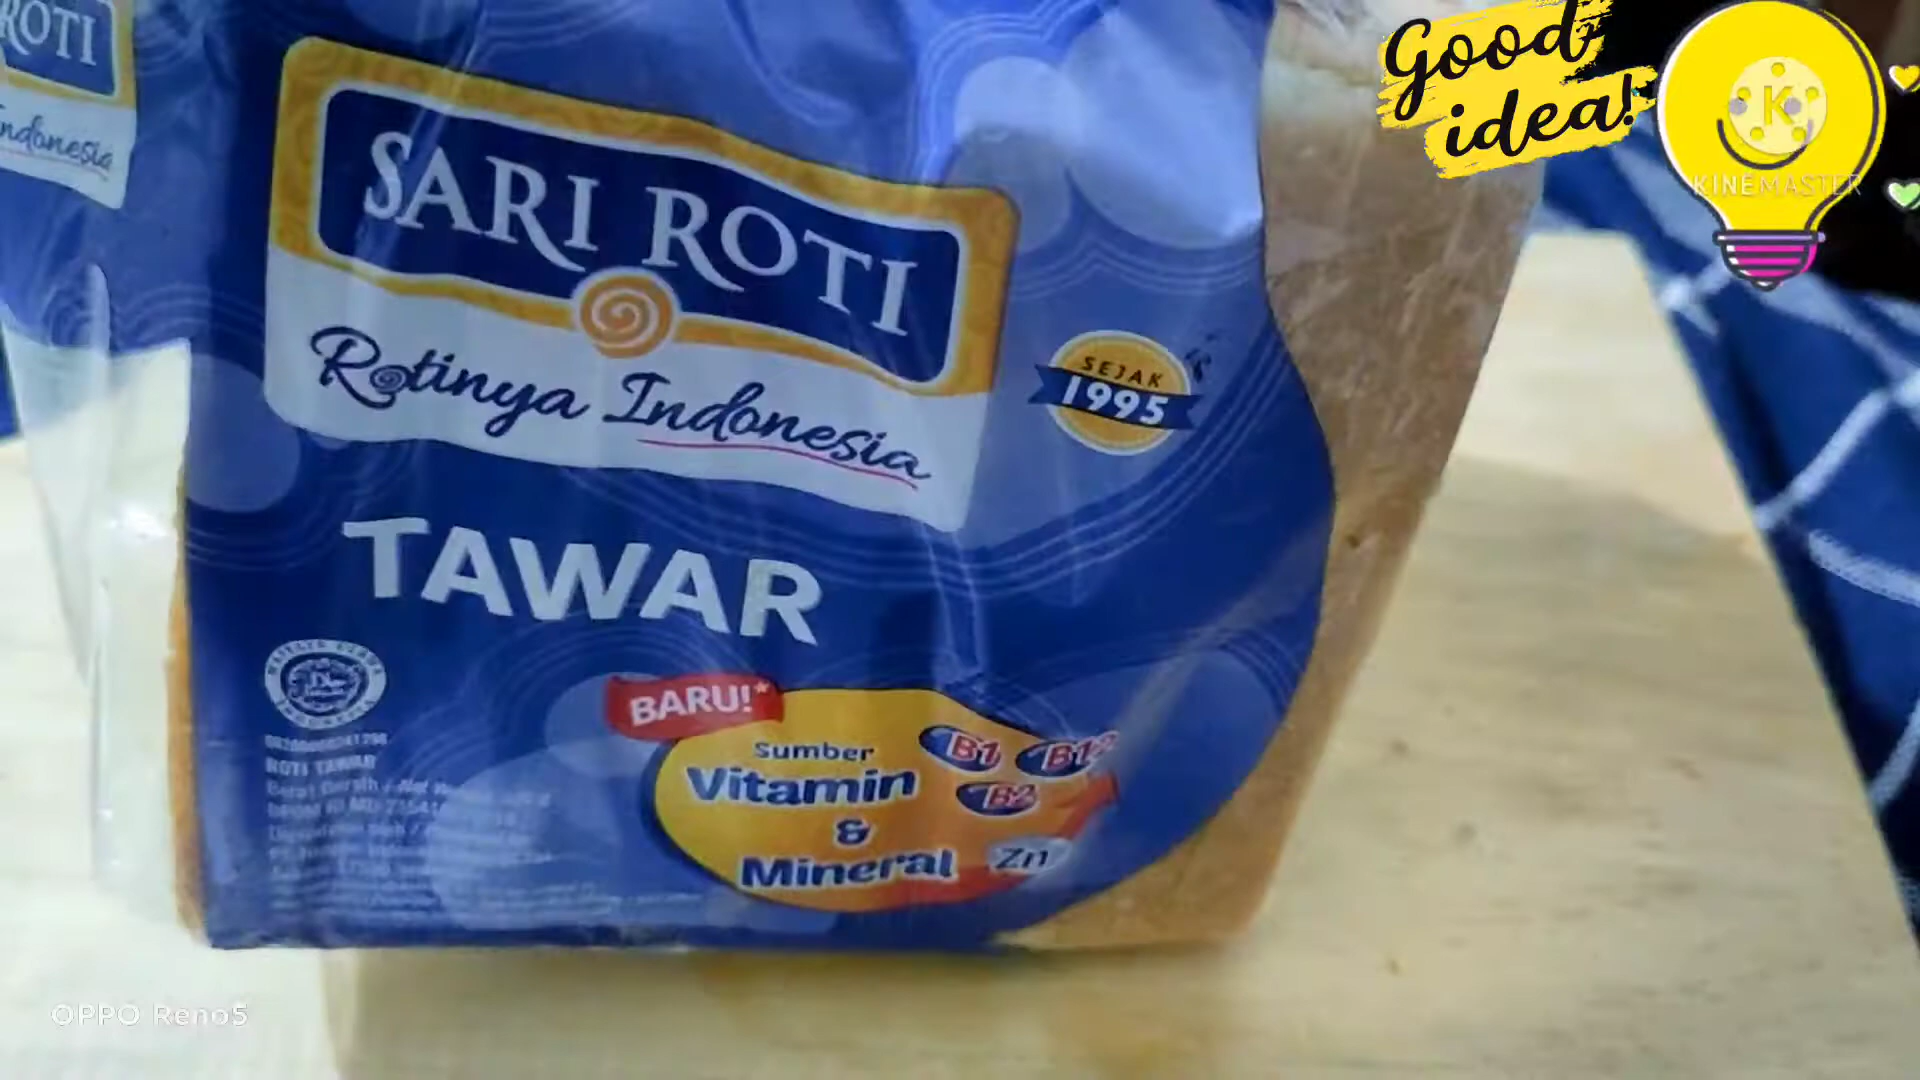 ROTI
Indonesia
SARI ROTI
Rotinya Indonesia
SEJAK
1995
TAWAR
BARU!*
Sumber
Vitamin
&
Mineral
B1
B12
B2
Zn
ROTI TAWAR
Good
idea!
K
KINEMASTER
OPPO Reno5